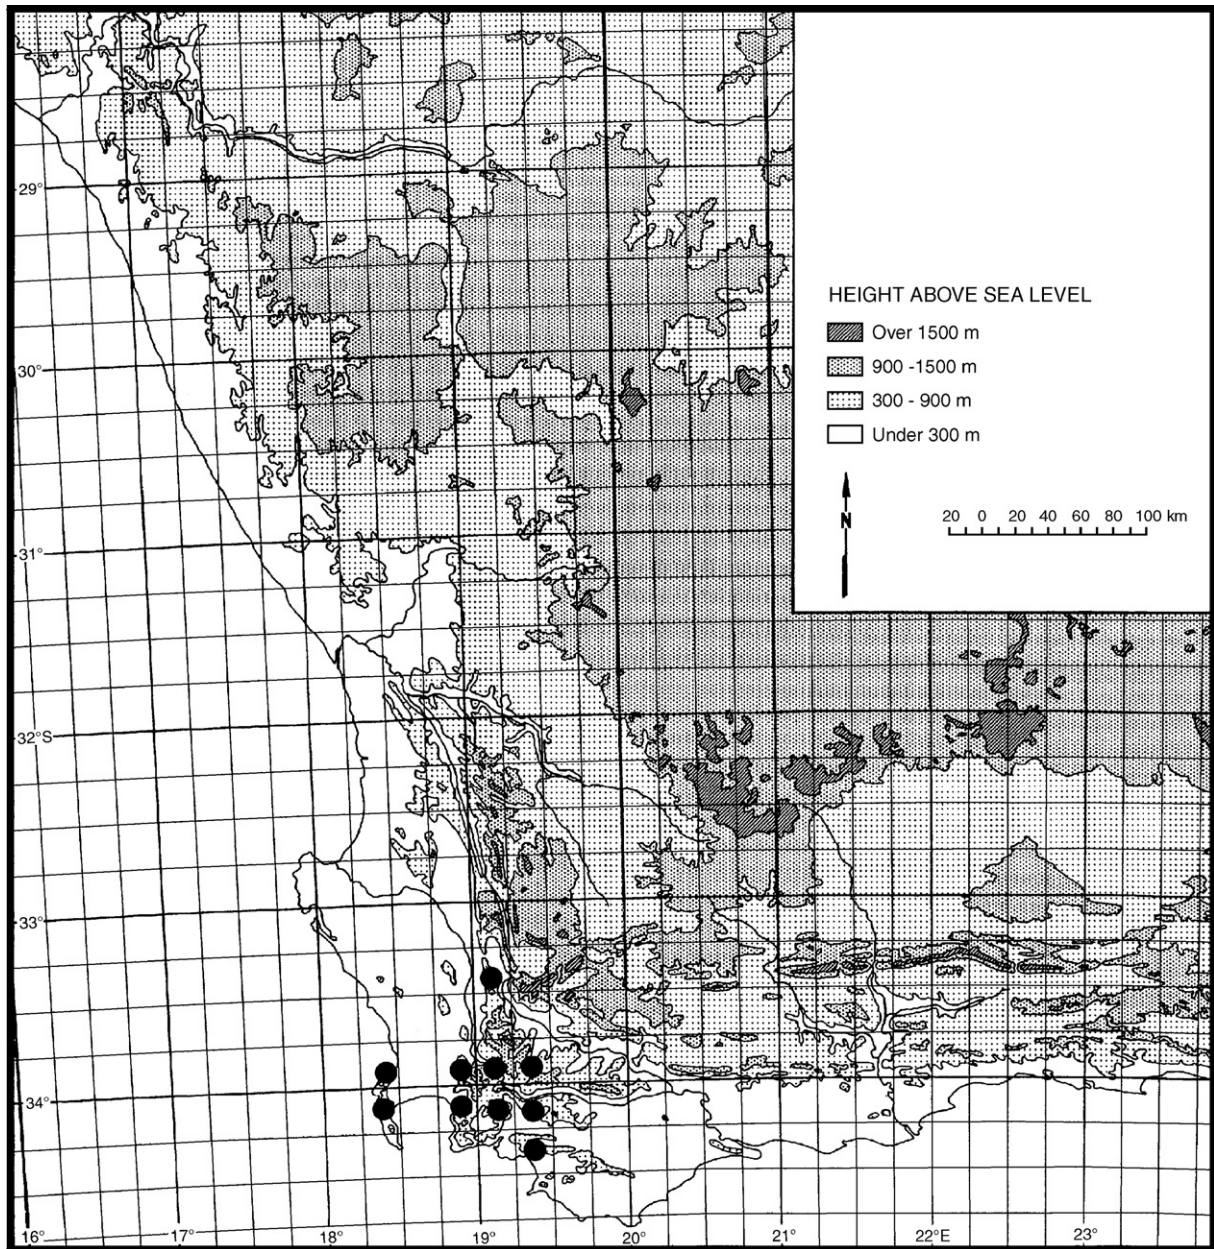 HEIGHT ABOVE SEA LEVEL
Over 1500 m
900 -1500 m
300 - 900 m
Under 300 m
N
20 0 20 40 60 80 100 km
29°
30°
31°
32°S
33°
34°
16° 17° 18° 19° 20° 21° 22°E 23°